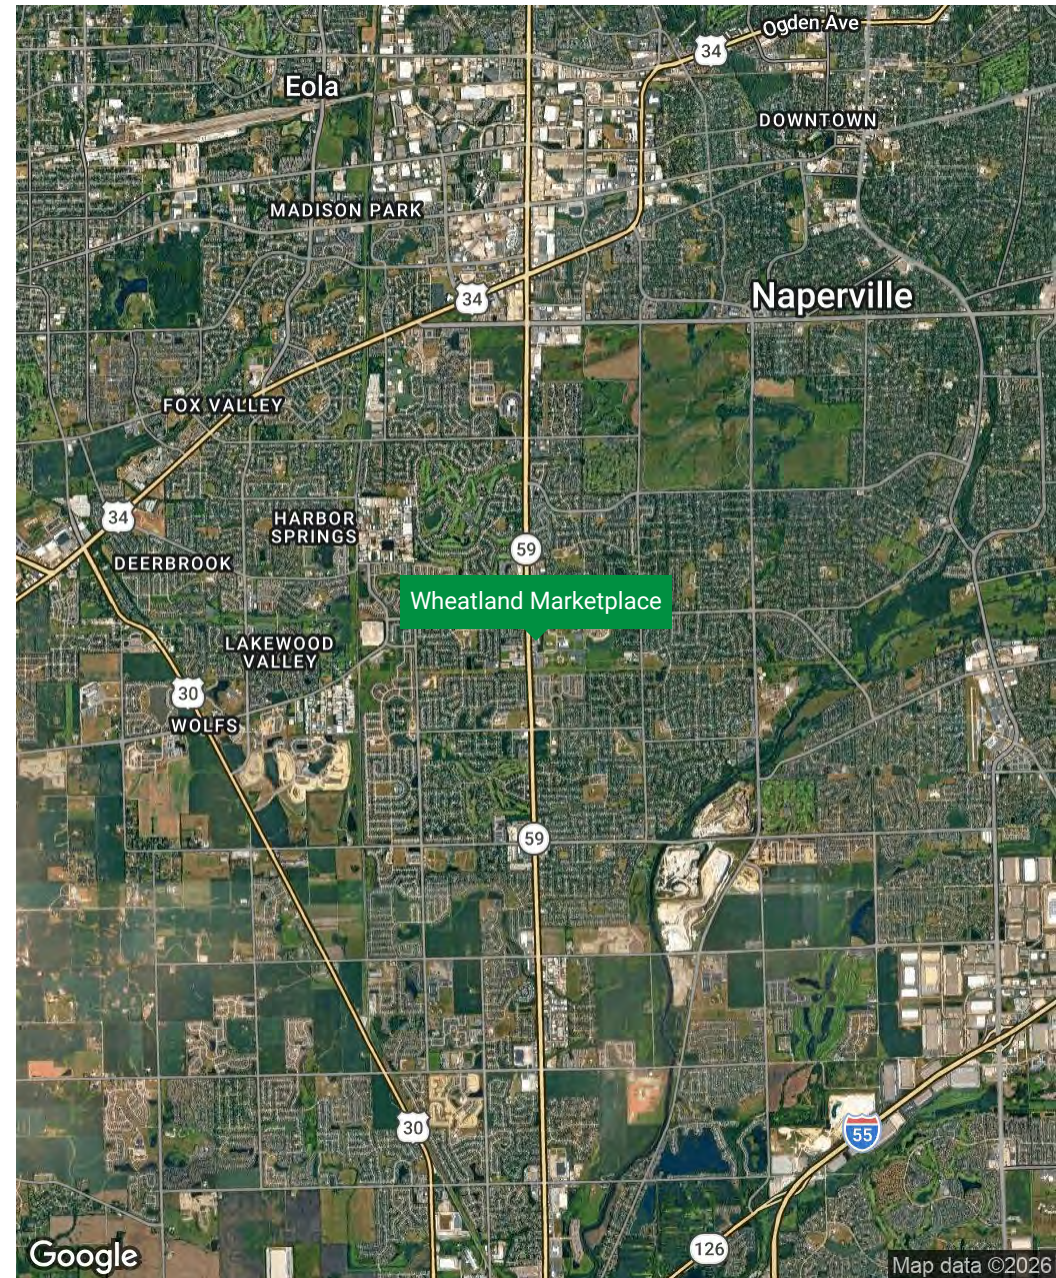 Ogden Ave
34
Eola
DOWNTOWN
MADISON PARK
Naperville
34
FOX VALLEY
34
HARBOR
SPRINGS
59
DEERBROOK
Wheatland Marketplace
LAKEWOOD
VALLEY
30
WOLFS
59
30
55
126
Google
Map data ©2026